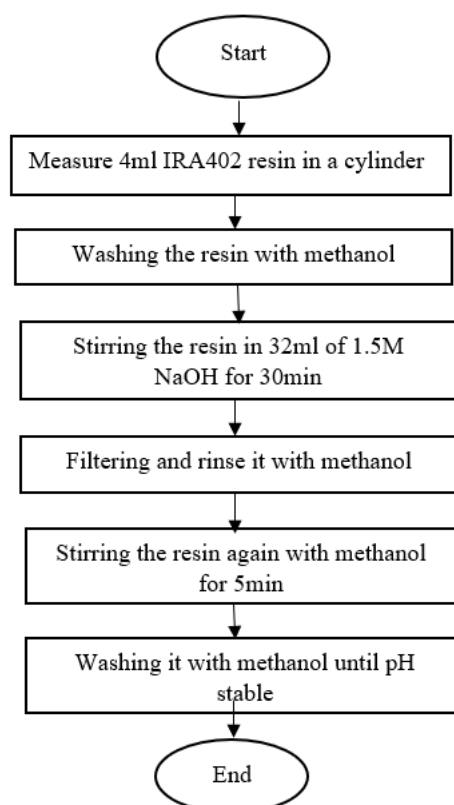 Start
Measure 4ml IRA402 resin in a cylinder
Washing the resin with methanol
Stirring the resin in 32ml of 1.5M
NaOH for 30min
Filtering and rinse it with methanol
Stirring the resin again with methanol
for 5min
Washing it with methanol until pH
stable
End